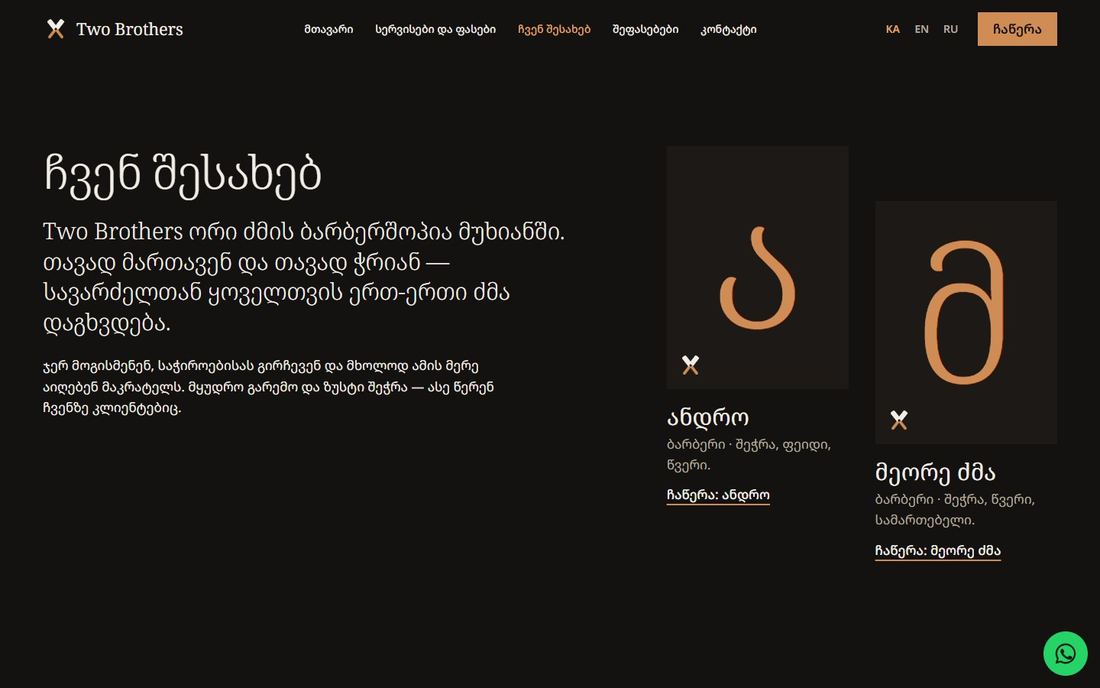 Two Brothers
მთავარი
სერვისები და ფასები
ჩვენ შესახებ
შეფასებები
კონტაქტი
KA
EN
RU
ჩაწერა
ჩვენ შესახებ
Two Brothers ორი ძმის ბარბერშოპია მუხიანში.
თავად მართავენ და თავად ჭრიან —
სავარძელთან ყოველთვის ერთ-ერთი ძმა
დაგხვდება.
ჯერ მოგისმენენ, საჭიროებისას გირჩევენ და მხოლოდ ამის მერე
აიღებენ მაკრატელს. მყუდრო გარემო და ზუსტი შეჭრა — ასე წერენ
ჩვენზე კლიენტებიც.
ა
ანდრო
ბარბერი · შეჭრა, ფეიდი,
წვერი.
ჩაწერა: ანდრო
მ
მეორე ძმა
ბარბერი · შეჭრა, წვერი,
სამართებელი.
ჩაწერა: მეორე ძმა